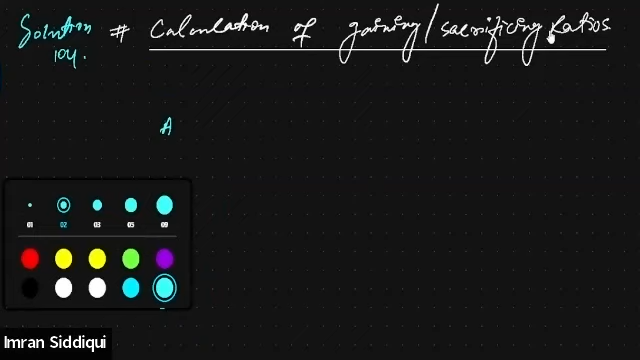 Solution # Calculation of gaining/sacrificing Ratios
104.
A
01 02 03 05 09
Imran Siddiqui